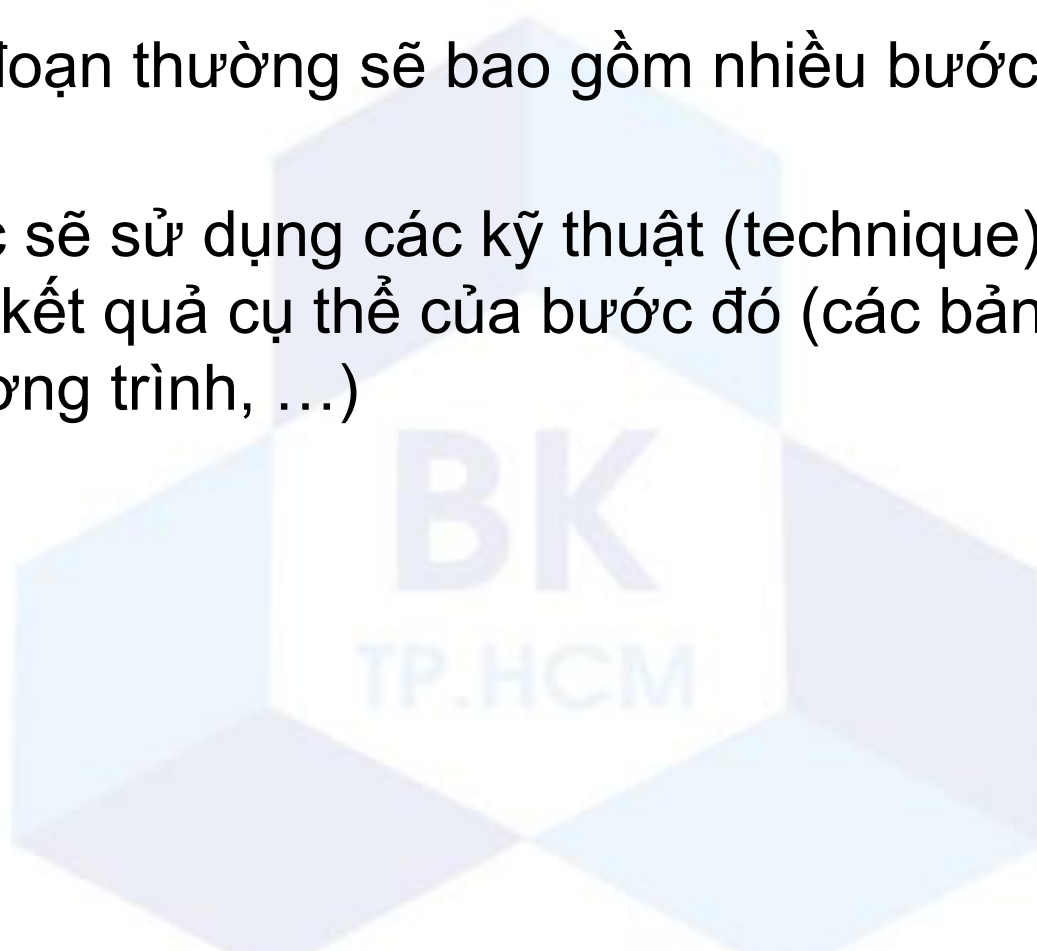 đoạn thường sẽ bao gồm nhiều bước
sẽ sử dụng các kỹ thuật (technique)
kết quả cụ thể của bước đó (các bản
ơng trình, …)
BK
TP.HCM